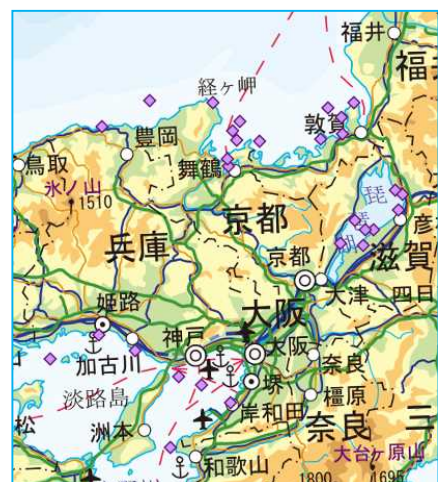 福井
福
経ヶ岬
敦賀
豊岡
鳥取
舞鶴
氷ノ山
1510
琵
琶
湖
京都
彦
兵庫
滋賀
京都
姫路
大阪
大津
四日
神戸
大阪
奈良
加古川
堺
淡路島
岸和田
橿原
松
洲本
奈良
三
大台ヶ原山
和歌山
1800
1695